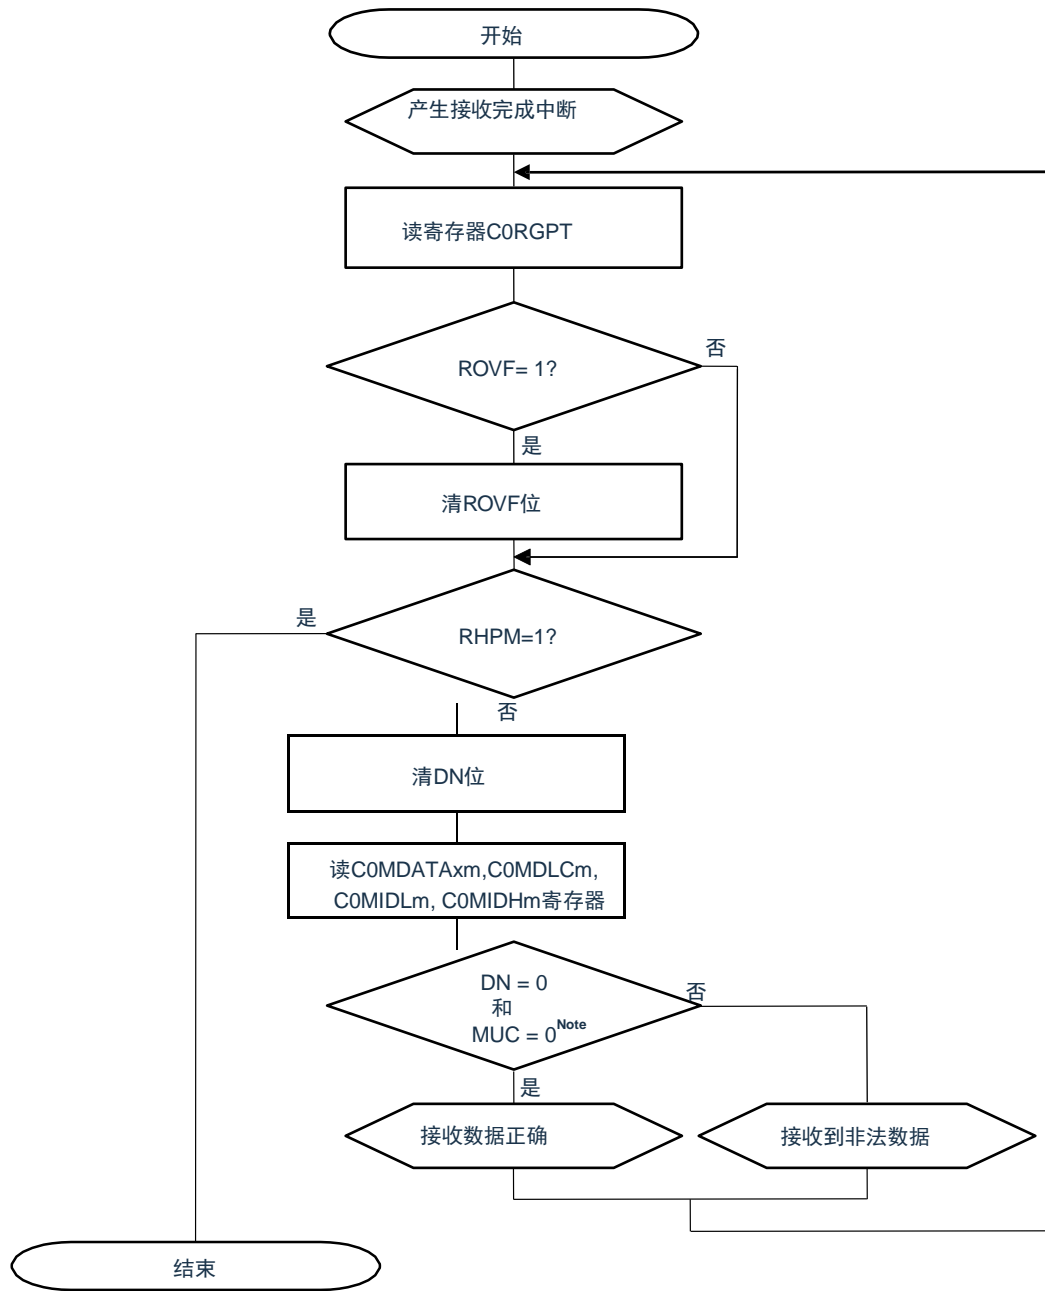 开始
产生接收完成中断
读寄存器C0RGPT
否
ROVF= 1?
是
清ROVF位
是
RHPM=1?
否
清DN位
读C0MDATAxm,C0MDLCm,
C0MIDLm, C0MIDHm寄存器
DN = 0
否
和
MUC = 0Note
是
接收数据正确
接收到非法数据
结束